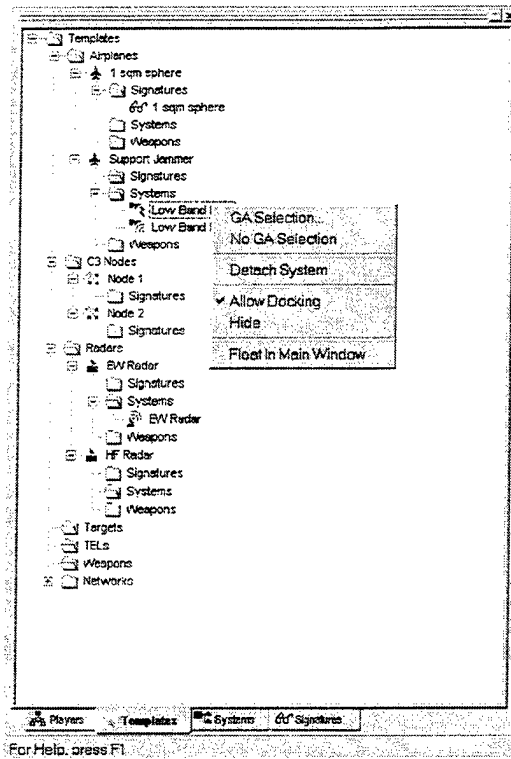 Templates
Airplanes
1 sqm sphere
Signatures
1 sqm sphere
Systems
Weapons
Support Jammer
Signatures
Systems
Low Band
Low Band
Weapons
GA Selection...
No GA Selection
Detach System
Allow Docking
Hide
Float In Main Window
C3 Nodes
Node 1
Signatures
Node 2
Signatures
Radars
EW Radar
Signatures
Systems
EW Radar
Weapons
HF Radar
Signatures
Systems
Weapons
Targets
TELs
Weapons
Networks
Players Templates Systems Signatures
For Help, press F1